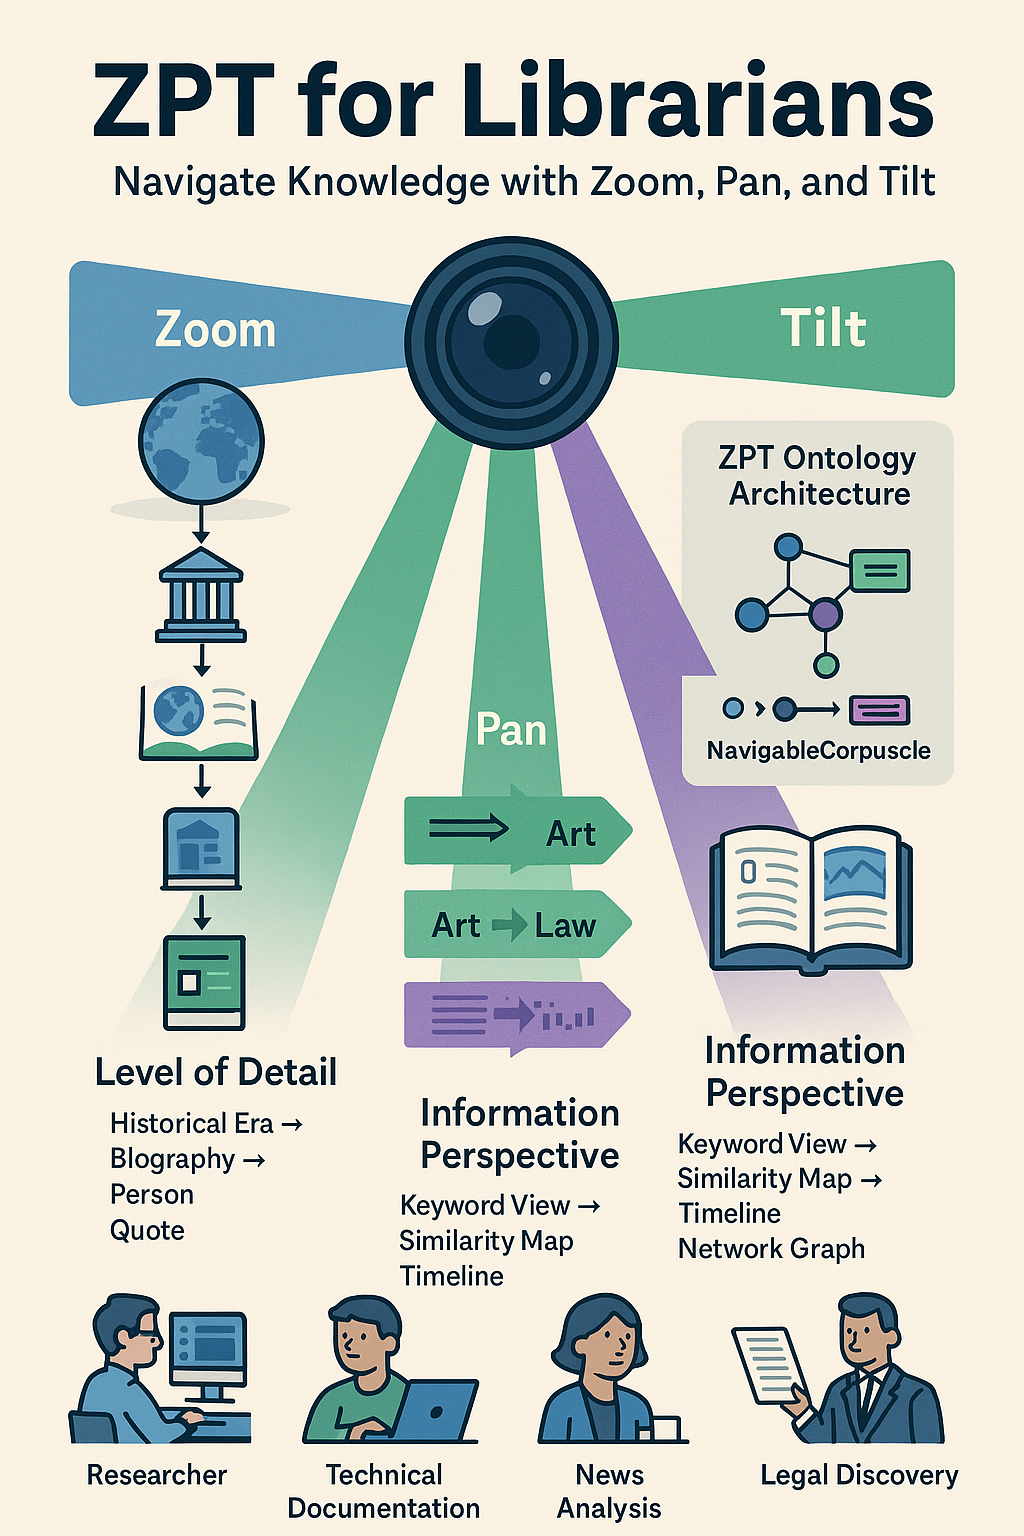 ZPT for Librarians
Navigate Knowledge with Zoom, Pan, and Tilt
Zoom
Tilt
ZPT Ontology
Architecture
NavigableCorpuscle
Pan
Art
Art → Law
Level of Detail
Historical Era →
Blography →
Person
Quote
Information
Perspective
Keyword View →
Similarity Map
Timeline
Information
Perspective
Keyword View →
Similarity Map →
Timeline
Network Graph
Researcher
Technical
Documentation
News
Analysis
Legal Discovery